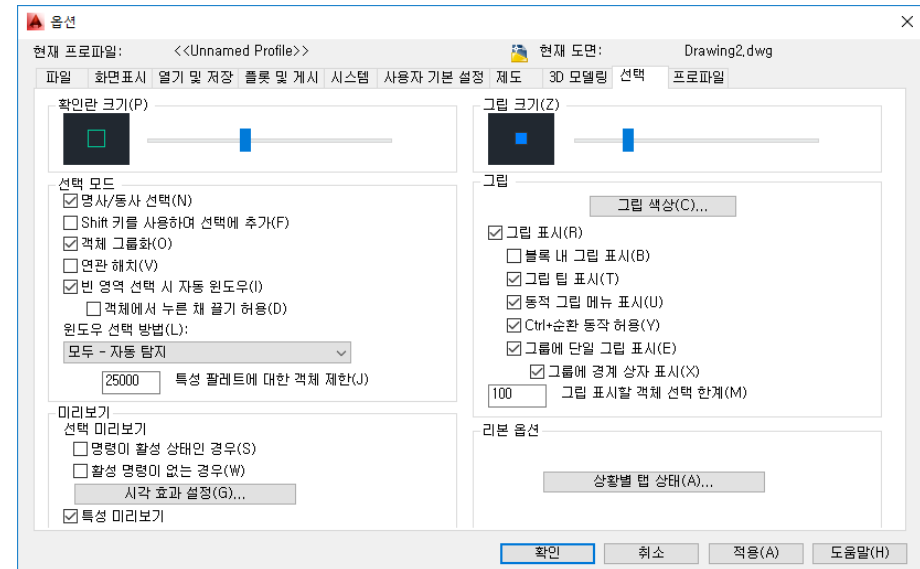 옵션
현재 프로파일: <<Unnamed Profile>> 현재 도면: Drawing2.dwg
파일 화면표시 열기 및 저장 플롯 및 게시 시스템 사용자 기본 설정 제도 3D 모델링 선택 프로파일
확인란 크기(P)
선택 모드
명사/동사 선택(N)
Shift 키를 사용하여 선택에 추가(F)
객체 그룹화(O)
연관 해치(V)
빈 영역 선택 시 자동 윈도우(I)
객체에서 누른 채 끌기 허용(D)
윈도우 선택 방법(L):
모두 - 자동 탐지
25000 특성 팔레트에 대한 객체 제한(J)
미리보기
선택 미리보기
명령이 활성 상태인 경우(S)
활성 명령이 없는 경우(W)
시각 효과 설정(G)...
특성 미리보기
그립 크기(Z)
그립
그립 색상(C)...
그립 표시(R)
블록 내 그립 표시(B)
그립 팁 표시(T)
동적 그립 메뉴 표시(U)
Ctrl+순환 동작 허용(Y)
그룹에 단일 그립 표시(E)
그룹에 경계 상자 표시(X)
100 그립 표시할 객체 선택 한계(M)
리본 옵션
상황별 탭 상태(A)...
확인 취소 적용(A) 도움말(H)